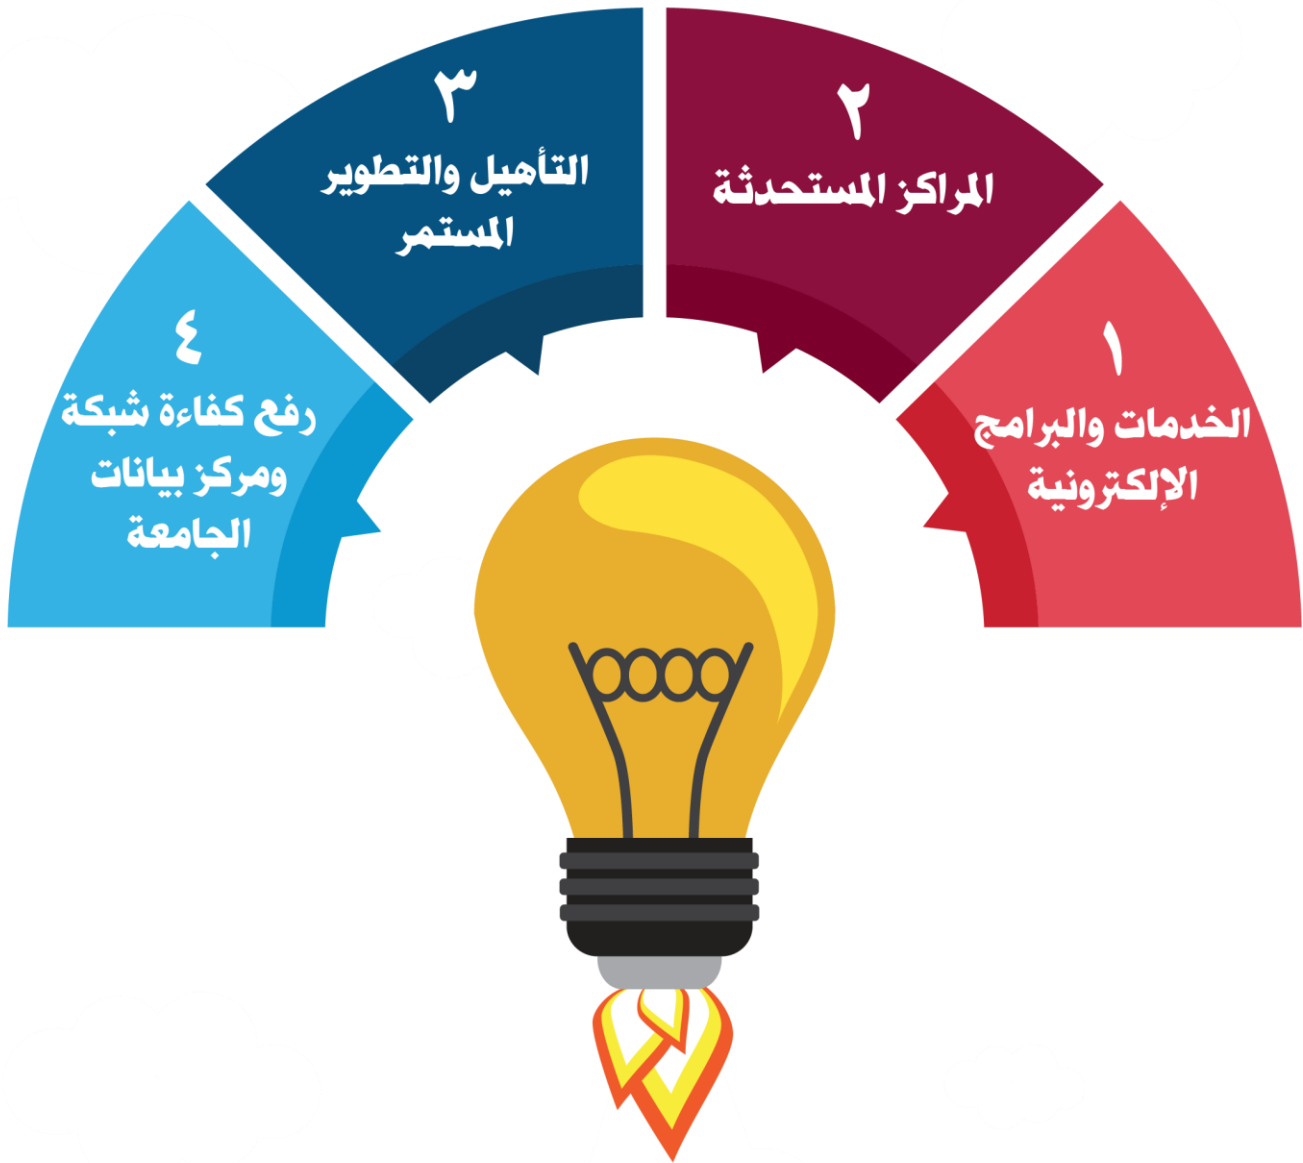 ١
الخدمات والبرامج
الإلكترونية
٢
المراكز المستحدثة
٣
التأهيل والتطوير
المستمر
٤
رفع كفاءة شبكة
ومركز بيانات
الجامعة